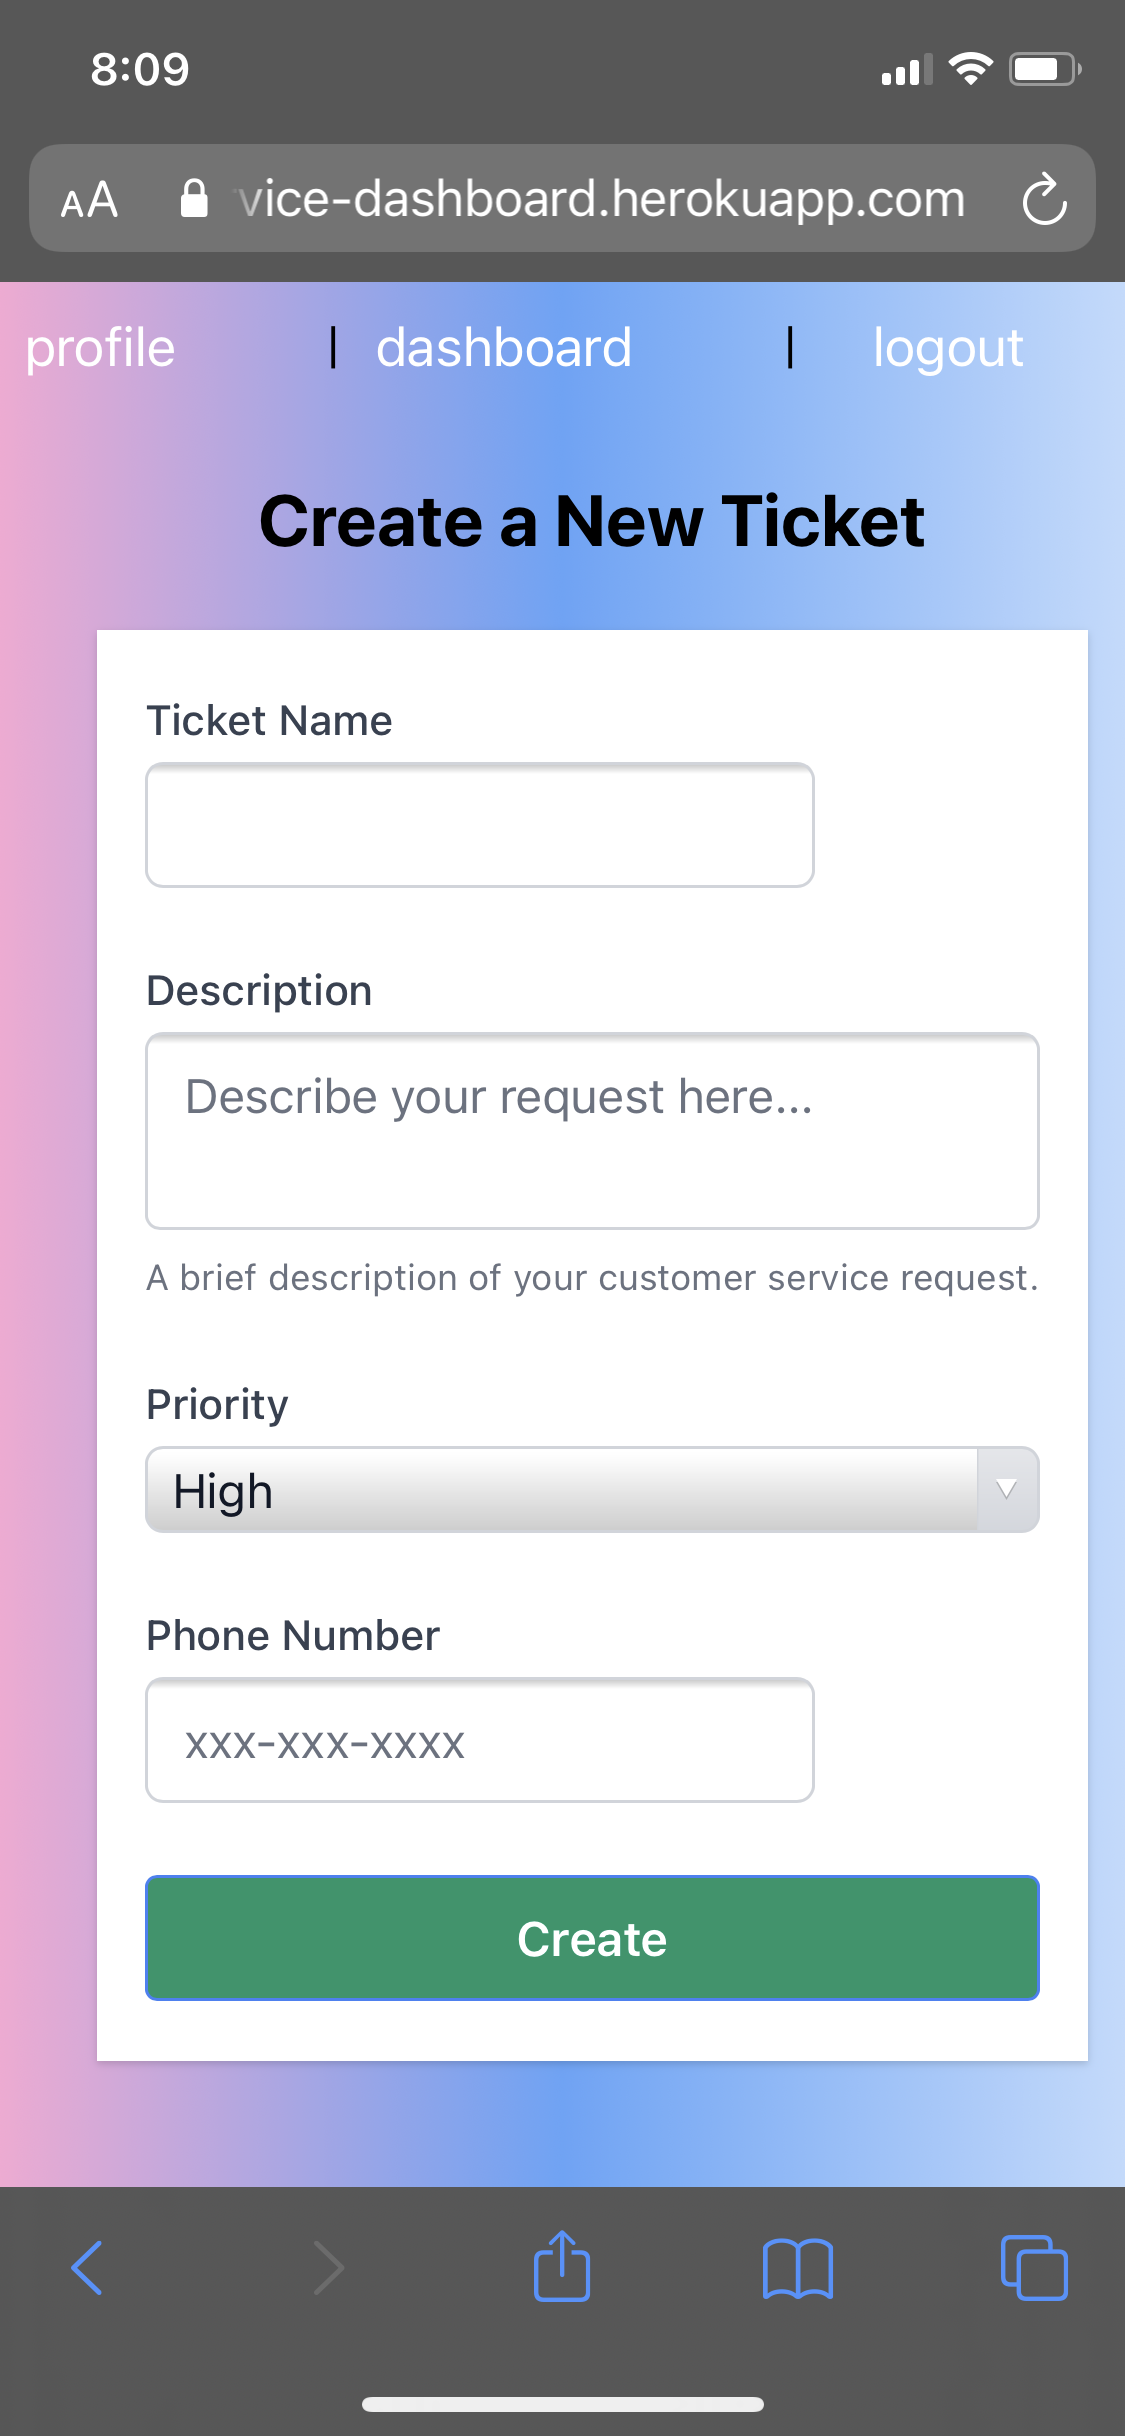 8:09
AA vice-dashboard.herokuapp.com
profile | dashboard | logout
Create a New Ticket
Ticket Name
Description
Describe your request here...
A brief description of your customer service request.
Priority
High
Phone Number
xxx-xxx-xxxx
Create